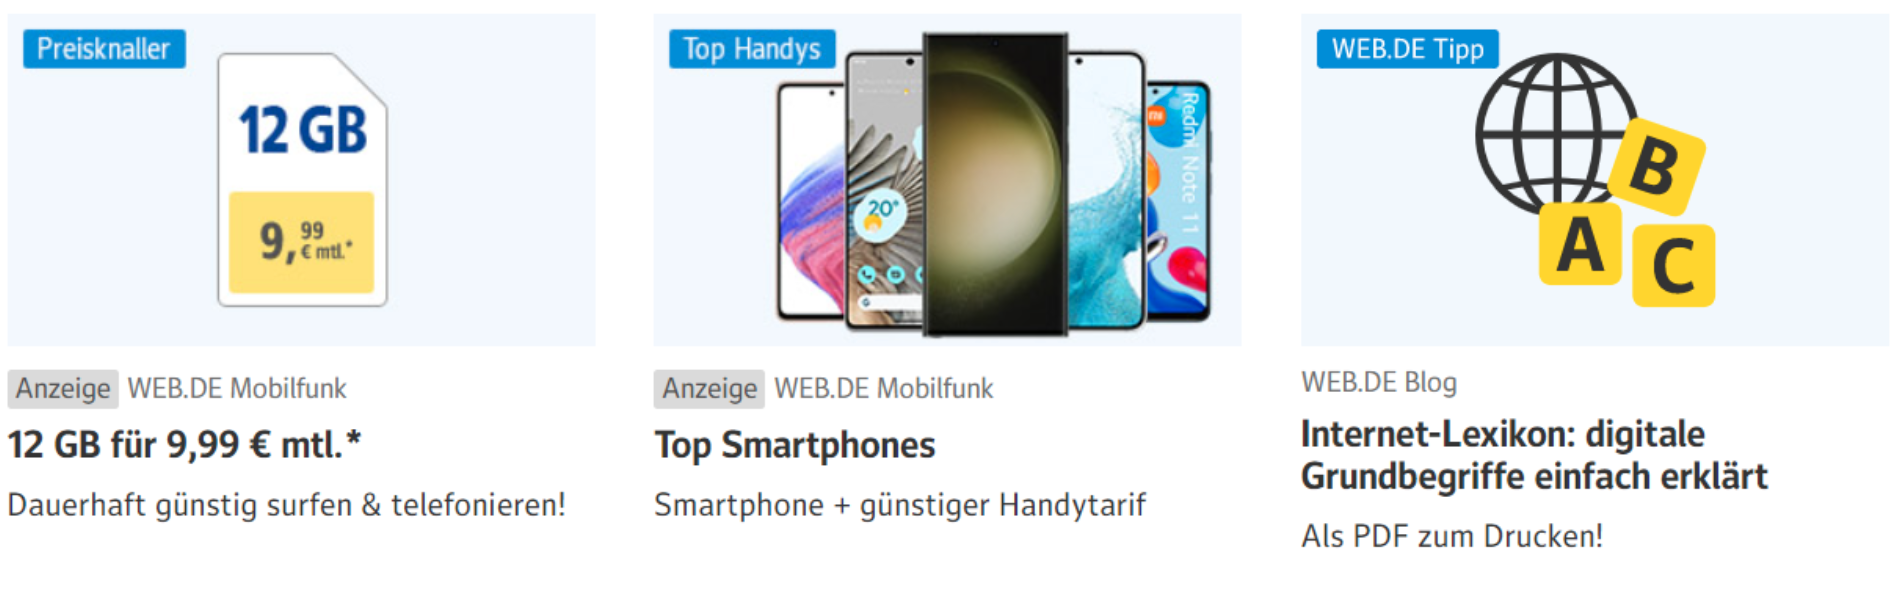 Preisknaller
12 GB
9,99
€ mtl.*
Anzeige WEB.DE Mobilfunk
12 GB für 9,99 € mtl.*
Dauerhaft günstig surfen & telefonieren!
Top Handys
20°
Redmi Note 11
Anzeige WEB.DE Mobilfunk
Top Smartphones
Smartphone + günstiger Handytarif
WEB.DE Tipp
B
A
C
WEB.DE Blog
Internet-Lexikon: digitale
Grundbegriffe einfach erklärt
Als PDF zum Drucken!